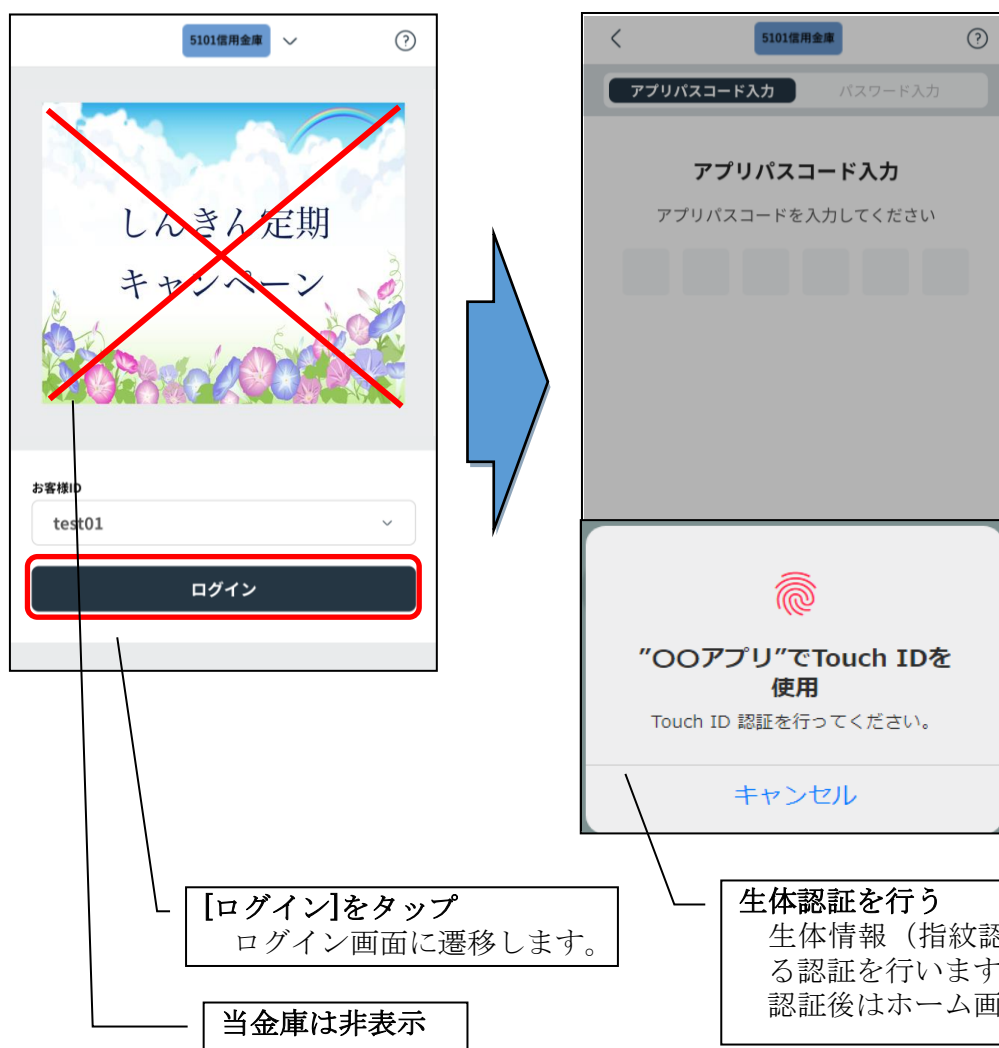 5101信用金庫
しんきん定期
キャンペーン
お客様ID
test01
ログイン
5101信用金庫
アプリパスコード入力
パスワード入力
アプリパスコード入力
アプリパスコードを入力してください
”〇〇アプリ”でTouch IDを
使用
Touch ID 認証を行ってください。
キャンセル
[ログイン]をタップ
ログイン画面に遷移します。
当金庫は非表示
生体認証を行う
生体情報（指紋認
る認証を行います
認証後はホーム画